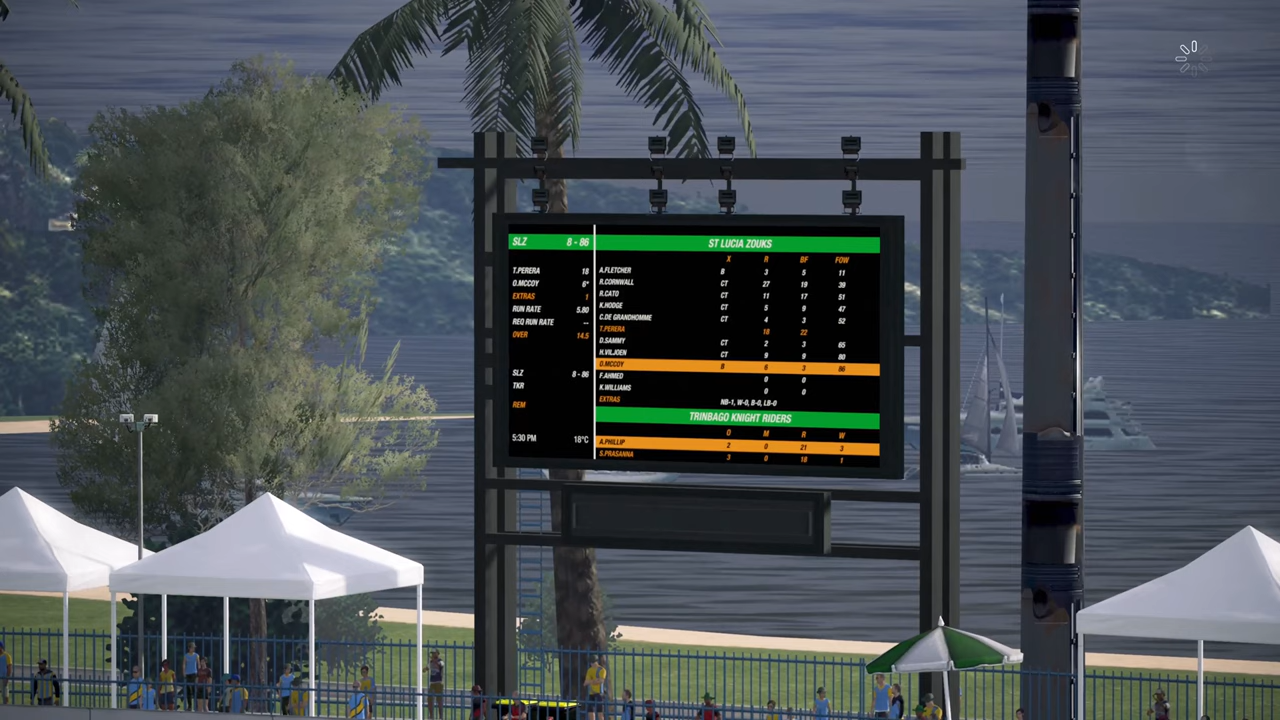 SLZ 8 - 86
T.PERERA 18
O.MCCOY 6*
EXTRAS 1
RUN RATE 5.80
REQ RUN RATE --
OVER 14.5
SLZ 8 - 86
TKR
REM
5:30 PM 18°C
ST LUCIA ZOUKS
X R BF FOW
A.FLETCHER B 3 5 11
R.CORNWALL CT 27 19 39
R.CATO CT 11 17 51
K.HODGE CT 5 9 47
C.DE GRANDHOMME CT 4 3 52
T.PERERA 18 22
D.SAMMY CT 2 3 65
H.VILJOEN CT 9 9 80
O.MCCOY B 6 3 86
F.AHMED 0 0
K.WILLIAMS 0 0
EXTRAS NB-1, W-0, B-0, LB-0
TRINBAGO KNIGHT RIDERS
O M R W
A.PHILLIP 2 0 21 3
S.PRASANNA 3 0 18 1